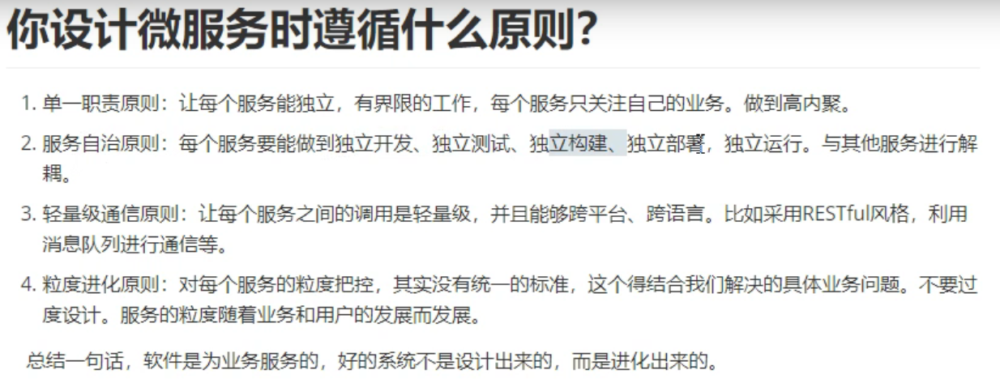 你设计微服务时遵循什么原则?
1. 单一职责原则：让每个服务能独立，有界限的工作，每个服务只关注自己的业务。做到高内聚。
2. 服务自治原则：每个服务要能做到独立开发、独立测试、独立构建、独立部署，独立运行。与其他服务进行解
耦。
3. 轻量级通信原则：让每个服务之间的调用是轻量级，并且能够跨平台、跨语言。比如采用RESTful风格，利用
消息队列进行通信等。
4. 粒度进化原则：对每个服务的粒度把控，其实没有统一的标准，这个得结合我们解决的具体业务问题。不要过
度设计。服务的粒度随着业务和用户的发展而发展。
总结一句话，软件是为业务服务的，好的系统不是设计出来的，而是进化出来的。